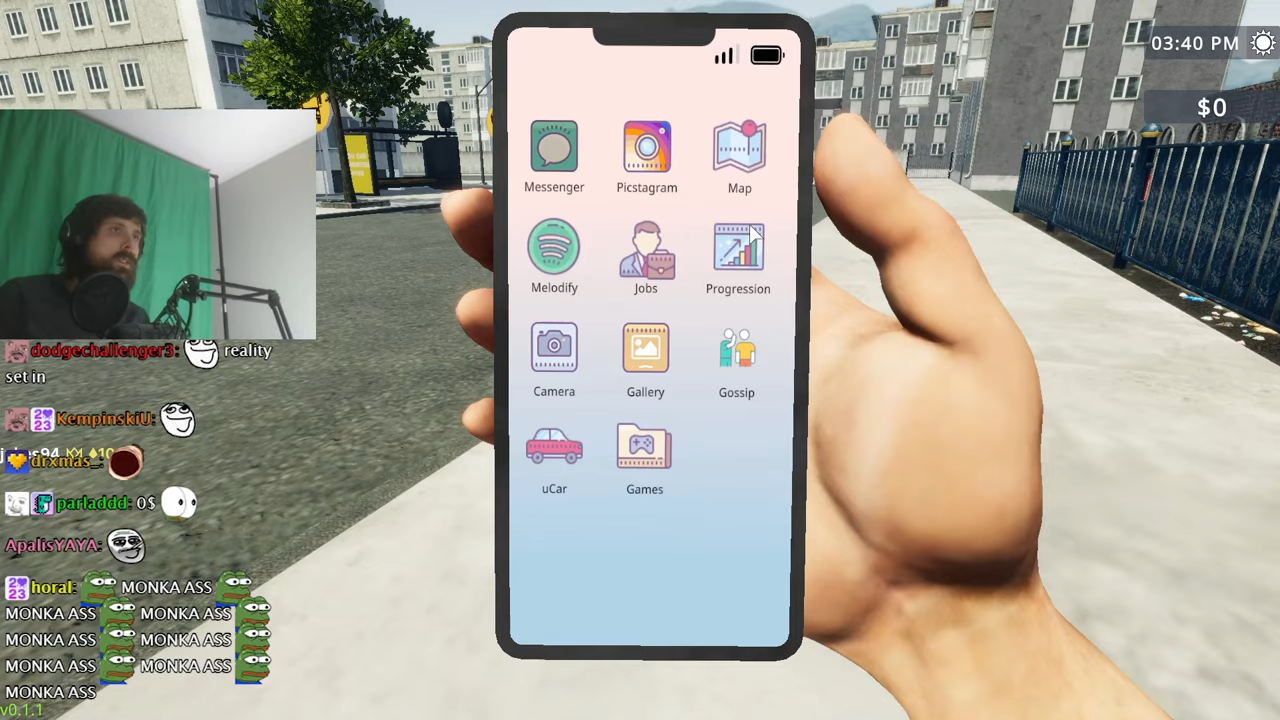 03:40 PM
$0
Messenger
Picstagram
Map
Melodify
Jobs
Progression
Camera
Gallery
Gossip
uCar
Games
dodgechallenger3: reality
set in
KempinskiU:
drxmas_:
parladdd: 0$
ApalisYAYA:
horal: MONKA ASS
MONKA ASS MONKA ASS
MONKA ASS MONKA ASS
MONKA ASS MONKA ASS
MONKA ASS
v0.1.1